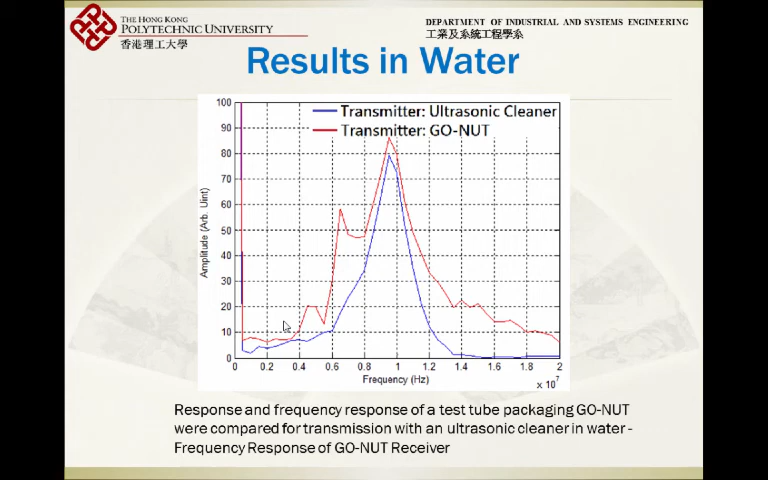 THE HONG KONG
POLYTECHNIC UNIVERSITY
香港理工大學
DEPARTMENT OF INDUSTRIAL AND SYSTEMS ENGINEERING
工業及系統工程學系
Results in Water
Transmitter: Ultrasonic Cleaner
Transmitter: GO-NUT
100
90
80
70
60
50
40
30
20
10
0
Amplitude (Arb. Uint)
0 0.2 0.4 0.6 0.8 1 1.2 1.4 1.6 1.8 2
Frequency (Hz)
x 10^7
Response and frequency response of a test tube packaging GO-NUT
were compared for transmission with an ultrasonic cleaner in water -
Frequency Response of GO-NUT Receiver